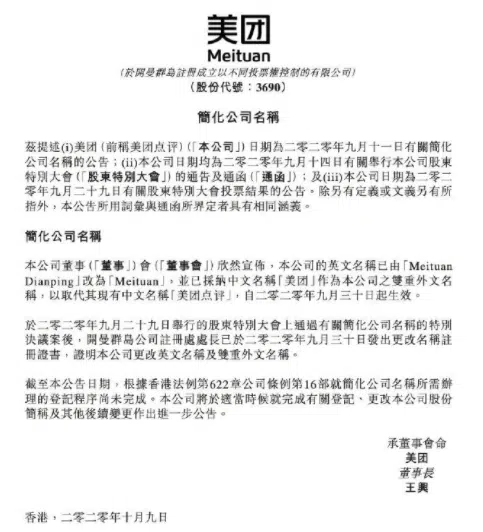 美团
Meituan
(於開曼群島註冊成立以不同投票權控制的有限公司)
(股份代號：3690)
簡化公司名稱
茲提述(i)美团 (前稱美团点评) (「本公司」) 日期為二零二零年九月十一日有關簡化
公司名稱的公告；(ii)本公司日期均為二零二零年九月十四日有關舉行本公司股東
特別大會 (「股東特別大會」) 的通告及通函 (「通函」)；及(iii)本公司日期為二零二
零年九月二十九日有關股東特別大會投票結果的公告。除另有定義或文義另有所
指外，本公告所用詞彙與通函所界定者具有相同涵義。
簡化公司名稱
本公司董事 (「董事」) 會 (「董事會」) 欣然宣佈，本公司的英文名稱已由「Meituan
Dianping」改為「Meituan」，並已採納中文名稱「美团」作為本公司之雙重外文名
稱，以取代其現有中文名稱「美团点评」，自二零二零年九月三十日起生效。
於二零二零年九月二十九日舉行的股東特別大會上通過有關簡化公司名稱的特別
決議案後，開曼群島公司註冊處處長已於二零二零年九月三十日發出更改名稱註
冊證書，證明本公司更改英文名稱及雙重外文名稱。
截至本公告日期，根據香港法例第622章公司條例第16部就簡化公司名稱所需辦
理的登記程序尚未完成。本公司將於適當時候就完成有關登記、更改本公司股份
簡稱及其他後續變更作出進一步公告。
承董事會命
美团
董事長
王興
香港，二零二零年十月九日